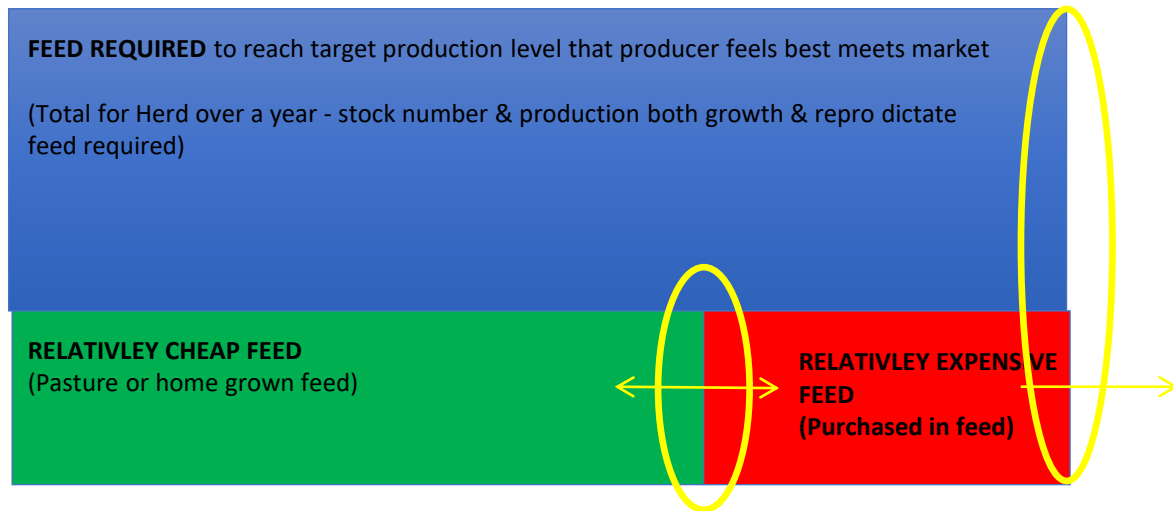 FEED REQUIRED to reach target production level that producer feels best meets market
(Total for Herd over a year - stock number & production both growth & repro dictate
feed required)
RELATIVLEY CHEAP FEED
(Pasture or home grown feed)
RELATIVLEY EXPENSIVE
FEED
(Purchased in feed)